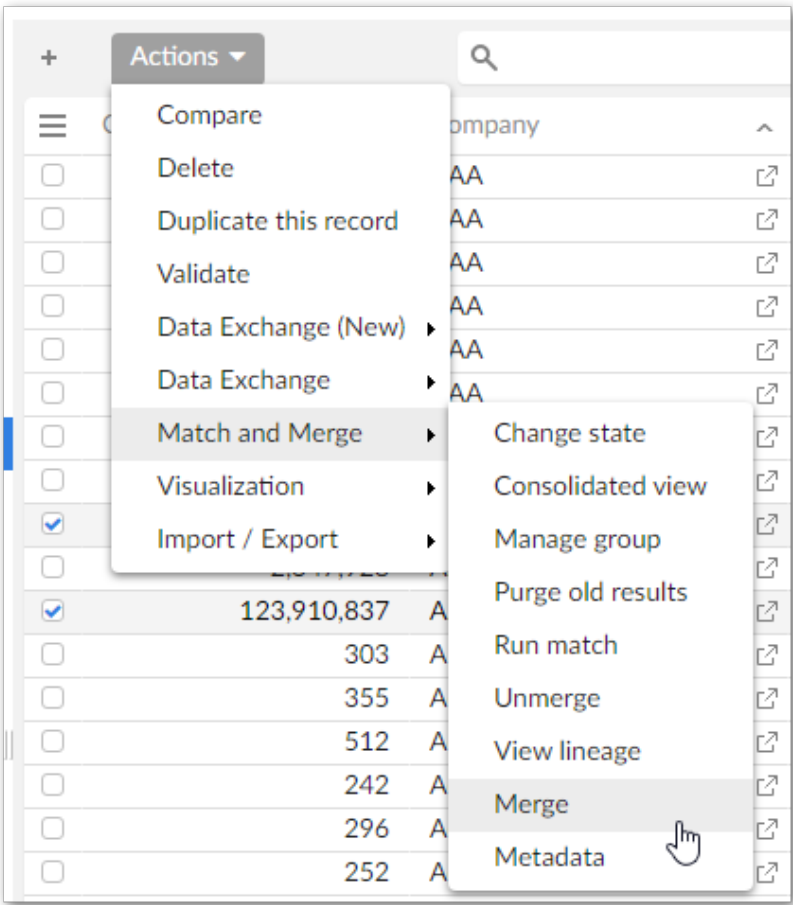 + Actions
ompany
Compare
AA
Delete
AA
Duplicate this record
AA
Validate
AA
Data Exchange (New)
AA
Data Exchange
AA
Match and Merge
Change state
Visualization
Consolidated view
Import / Export
Manage group
Purge old results
123,910,837 A
Run match
303 A
355 A
Unmerge
512 A
View lineage
242 A
Merge
296 A
Metadata
252 A